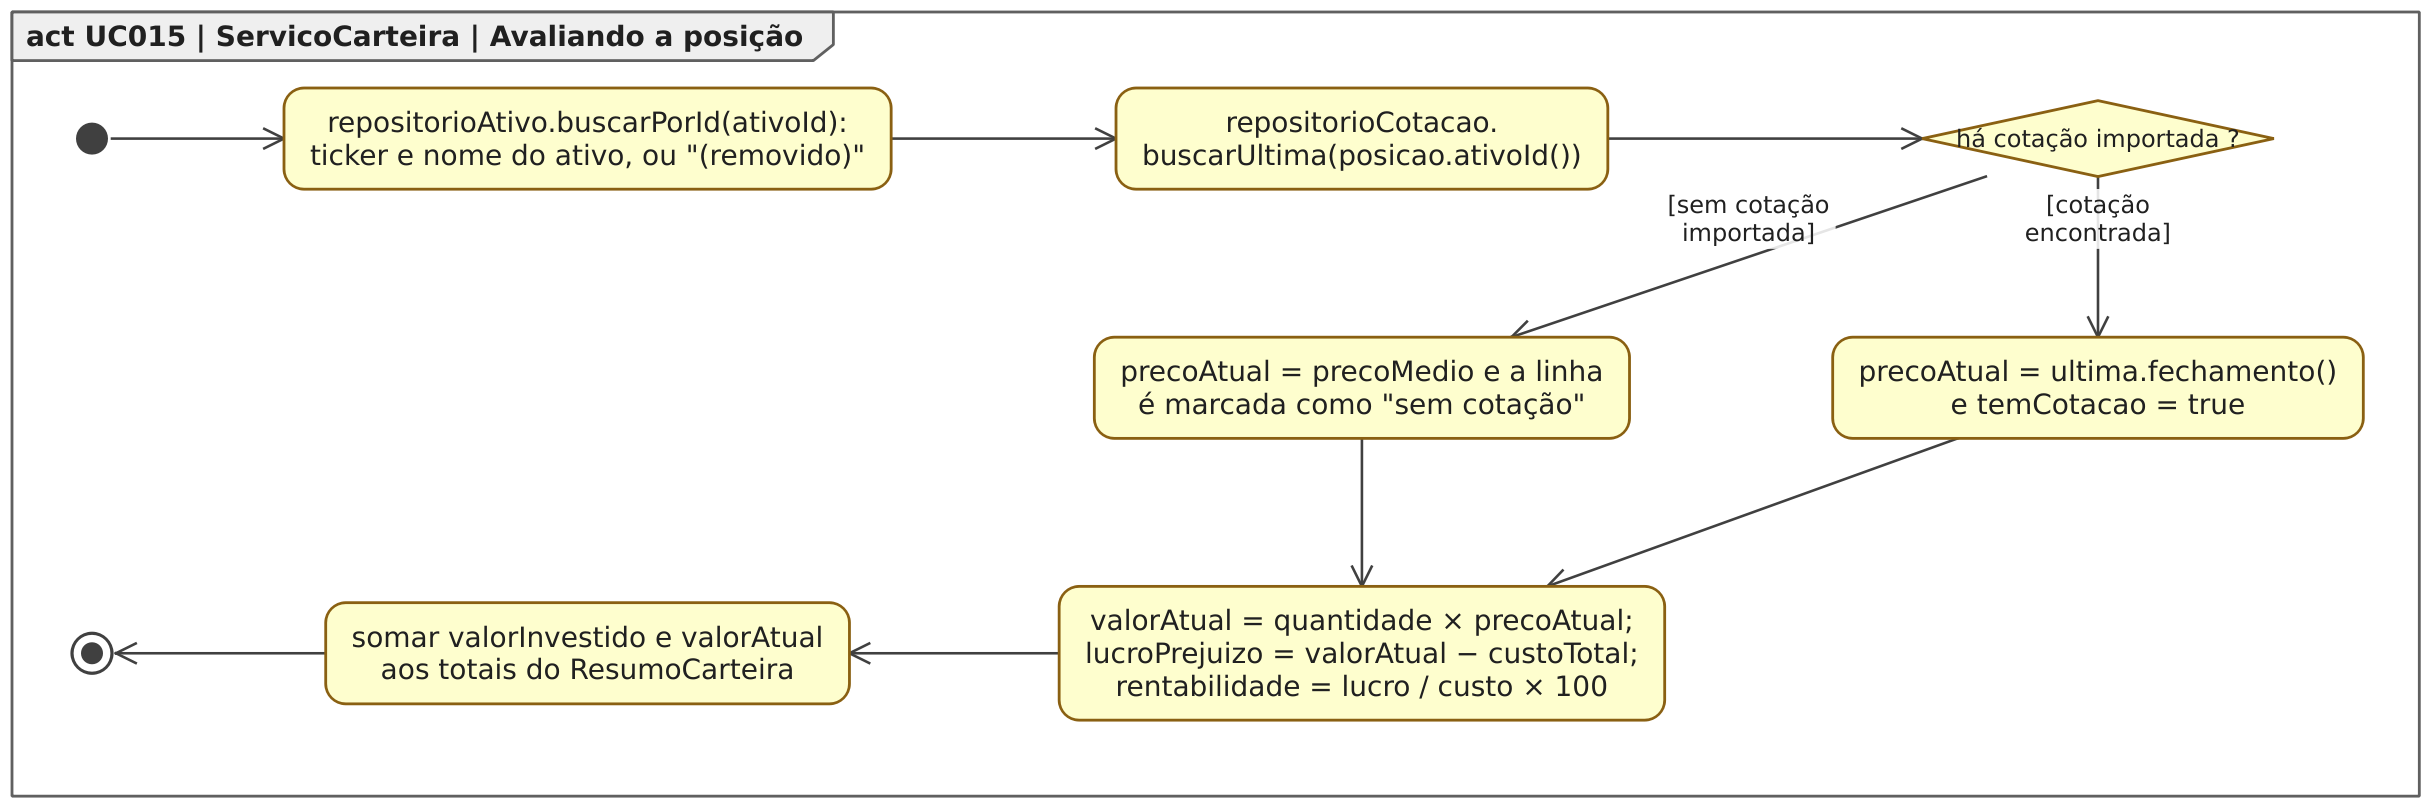 act UC015 | ServicoCarteira | Avaliando a posição
repositorioAtivo.buscarPorId(ativoId):
ticker e nome do ativo, ou "(removido)"
repositorioCotacao.
buscarUltima(posicao.ativoId())
há cotação importada ?
[sem cotação
importada]
[cotação
encontrada]
precoAtual = precoMedio e a linha
é marcada como "sem cotação"
precoAtual = ultima.fechamento()
e temCotacao = true
valorAtual = quantidade × precoAtual;
lucroPrejuizo = valorAtual − custoTotal;
rentabilidade = lucro / custo × 100
somar valorInvestido e valorAtual
aos totais do ResumoCarteira